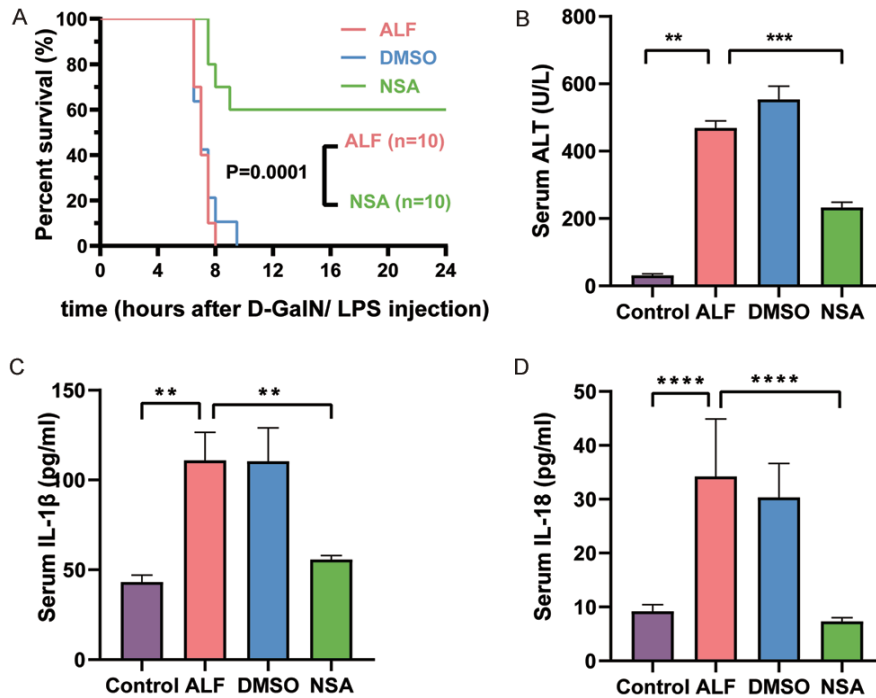 A
Percent survival (%)
100
80
60
40
20
0
0 4 8 12 16 20 24
time (hours after D-GalN/ LPS injection)
ALF
DMSO
NSA
P=0.0001
ALF (n=10)
NSA (n=10)
B
Serum ALT (U/L)
800
600
400
200
0
** ***
Control ALF DMSO NSA
C
Serum IL-1β (pg/ml)
150
100
50
0
** **
Control ALF DMSO NSA
D
Serum IL-18 (pg/ml)
50
40
30
20
10
0
**** ****
Control ALF DMSO NSA